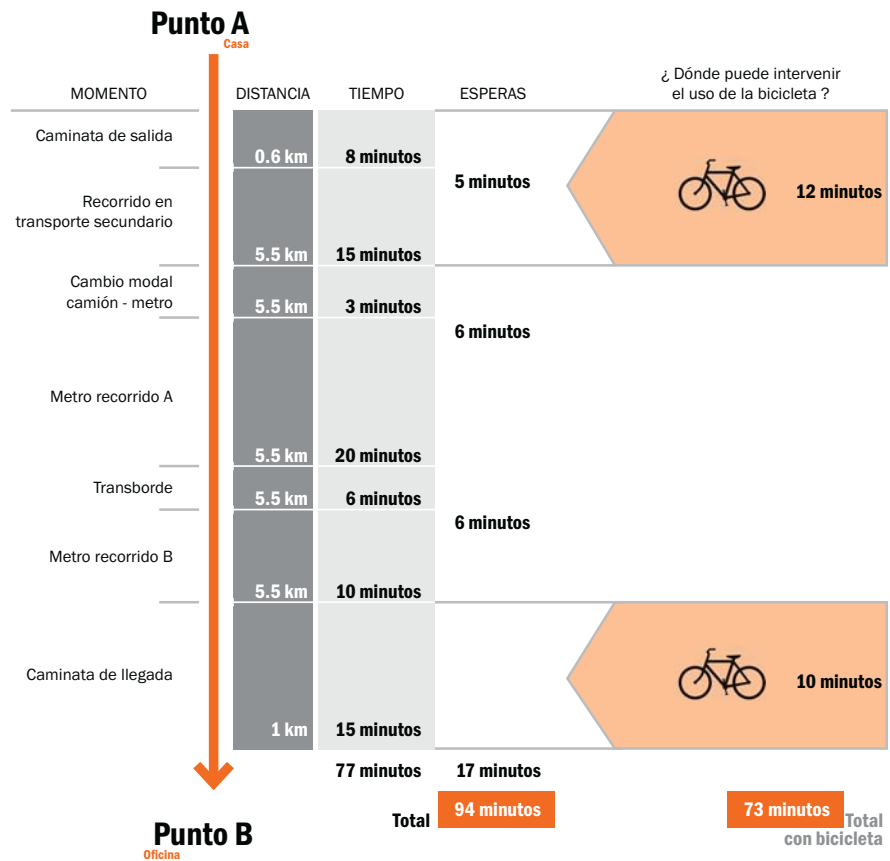 Punto A
Casa
MOMENTO
DISTANCIA
TIEMPO
ESPERAS
¿ Dónde puede intervenir
el uso de la bicicleta ?
Caminata de salida
0.6 km
8 minutos
5 minutos
12 minutos
Recorrido en
transporte secundario
5.5 km
15 minutos
Cambio modal
camión - metro
5.5 km
3 minutos
6 minutos
Metro recorrido A
5.5 km
20 minutos
Transborde
5.5 km
6 minutos
6 minutos
Metro recorrido B
5.5 km
10 minutos
Caminata de llegada
1 km
15 minutos
10 minutos
77 minutos
17 minutos
Total
94 minutos
73 minutos
Total
con bicicleta
Punto B
Oficina